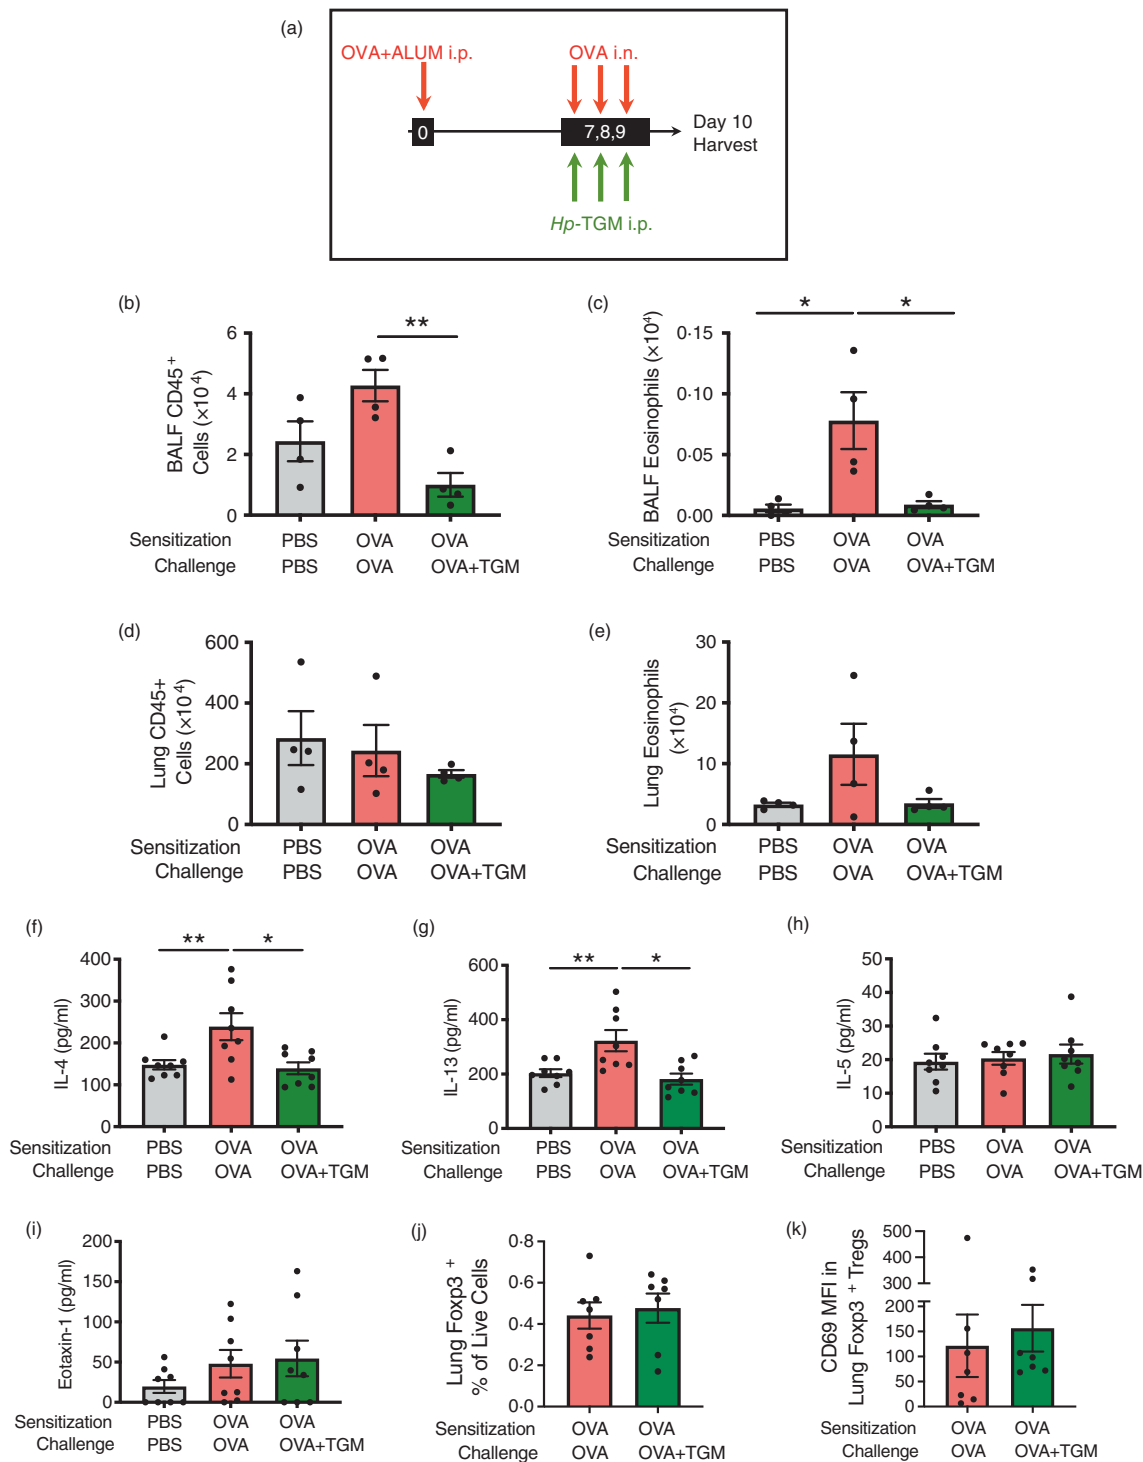 (a)
OVA+ALUM i.p.
OVA i.n.
0
7,8,9
Day 10
Harvest
Hp-TGM i.p.
(b)
BALF CD45+
Cells (×10⁴)
6
4
2
0
**
Sensitization PBS OVA OVA
Challenge PBS OVA OVA+TGM
(c)
BALF Eosinophils (×10⁴)
0·15
0·10
0·05
0·00
* *
Sensitization PBS OVA OVA
Challenge PBS OVA OVA+TGM
(d)
Lung CD45+
Cells (×10⁴)
600
400
200
0
Sensitization PBS OVA OVA
Challenge PBS OVA OVA+TGM
(e)
Lung Eosinophils
(×10⁴)
30
20
10
0
Sensitization PBS OVA OVA
Challenge PBS OVA OVA+TGM
(f)
IL-4 (pg/ml)
400
300
200
100
0
** *
Sensitization PBS OVA OVA
Challenge PBS OVA OVA+TGM
(g)
IL-13 (pg/ml)
600
400
200
0
** *
Sensitization PBS OVA OVA
Challenge PBS OVA OVA+TGM
(h)
IL-5 (pg/ml)
50
40
30
20
10
0
Sensitization PBS OVA OVA
Challenge PBS OVA OVA+TGM
(i)
Eotaxin-1 (pg/ml)
200
150
100
50
0
Sensitization PBS OVA OVA
Challenge PBS OVA OVA+TGM
(j)
Lung Foxp3 +
% of Live Cells
0·8
0·6
0·4
0·2
0·0
Sensitization OVA OVA
Challenge OVA OVA+TGM
(k)
CD69 MFI in
Lung Foxp3 + Tregs
500
400
300
200
150
100
50
0
Sensitization OVA OVA
Challenge OVA OVA+TGM